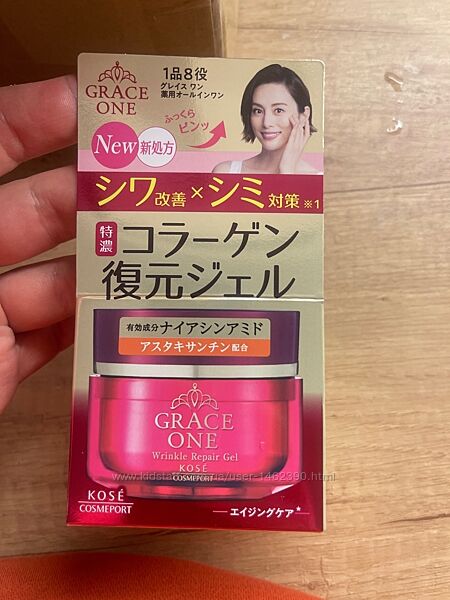 GRACE
ONE
1品8役
グレイス ワン
薬用オールインワン
ふっくら
ピンッ
New 新処方
シワ改善×シミ対策※1
特濃 コラーゲン
復元ジェル
有効成分ナイアシンアミド
アスタキサンチン配合
GRACE
ONE
Wrinkle Repair Gel
KOSÉ
COSMEPORT
KOSÉ
COSMEPORT
エイジングケア*